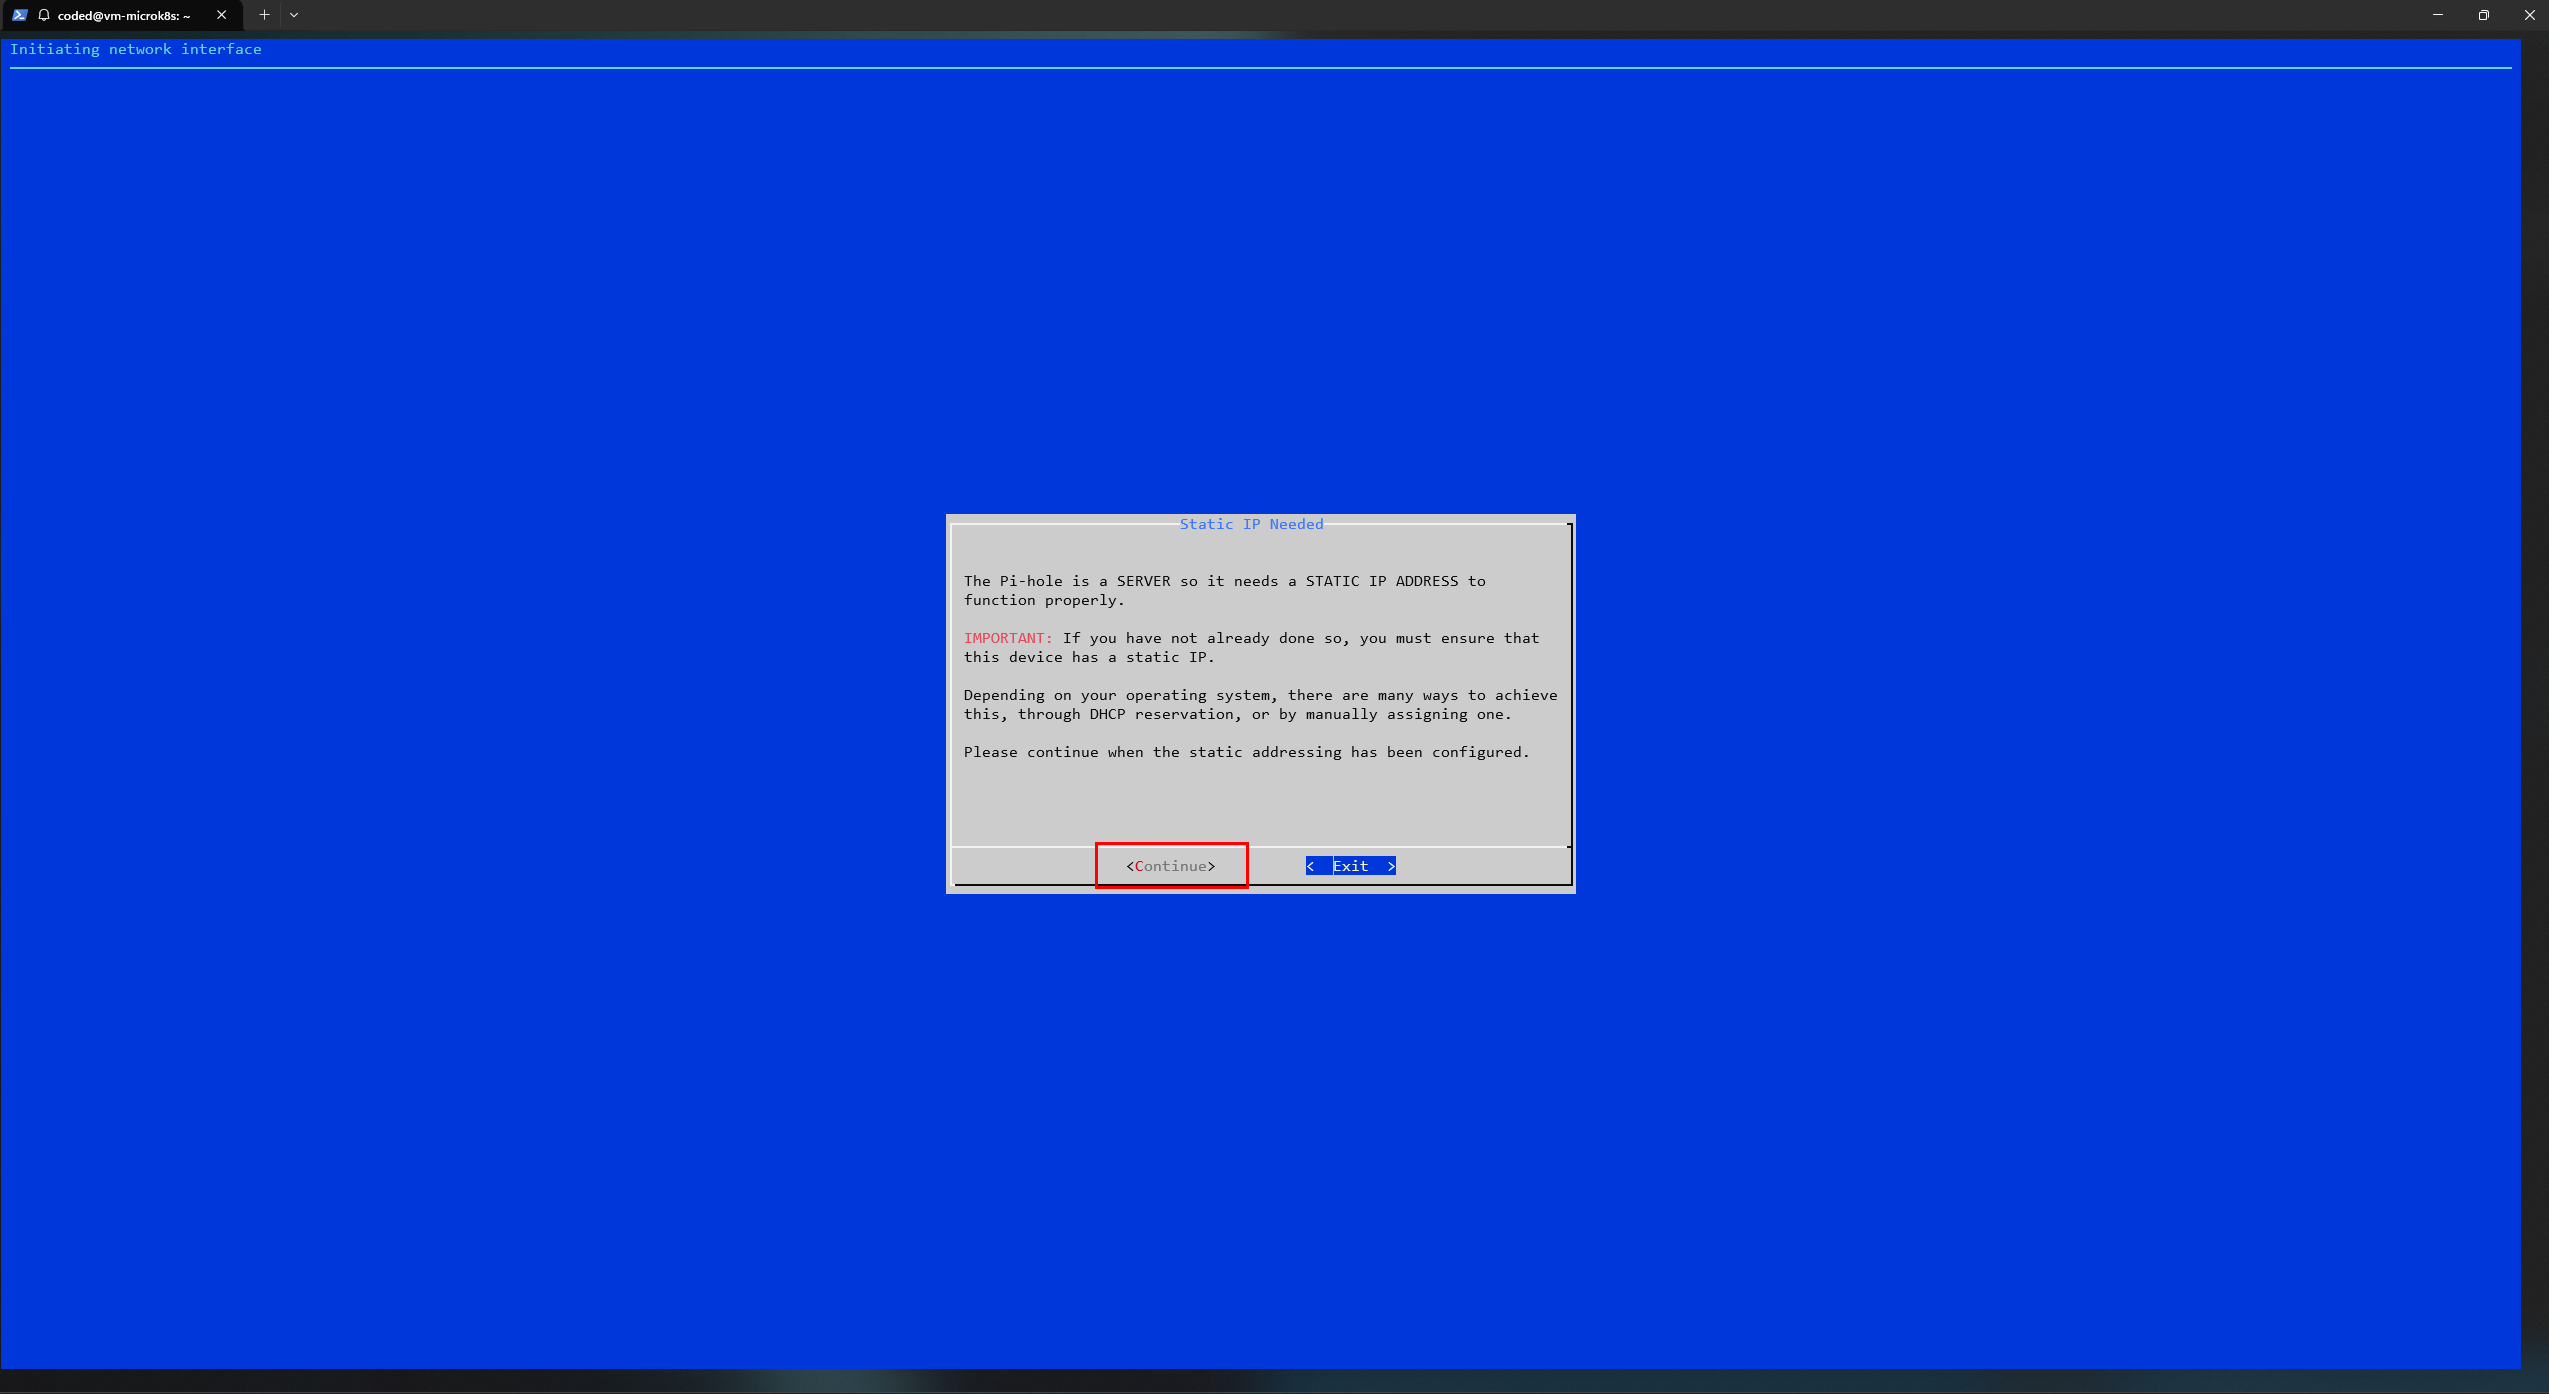 coded@vm-microk8s: ~
Initiating network interface
Static IP Needed
The Pi-hole is a SERVER so it needs a STATIC IP ADDRESS to
function properly.
IMPORTANT: If you have not already done so, you must ensure that
this device has a static IP.
Depending on your operating system, there are many ways to achieve
this, through DHCP reservation, or by manually assigning one.
Please continue when the static addressing has been configured.
<Continue> < Exit >